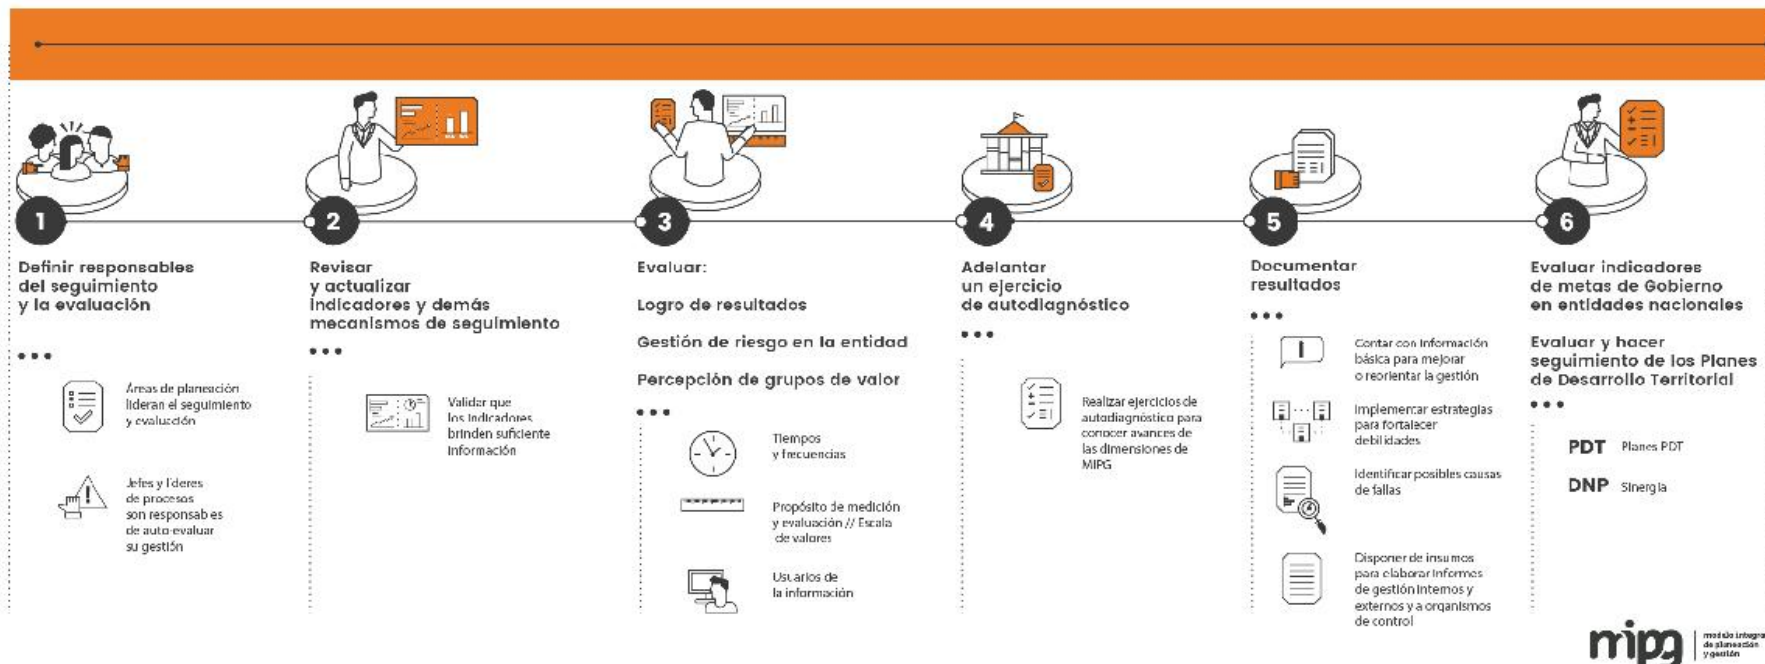 1
Definir responsables
del seguimiento
y la evaluación
Áreas de planeación
lideran el seguimiento
y evaluación
Jefes y líderes
de procesos
son responsables
de auto-evaluar
su gestión
2
Revisar
y actualizar
indicadores y demás
mecanismos de seguimiento
Validar que
los indicadores
brinden suficiente
información
3
Evaluar:
Logro de resultados
Gestión de riesgo en la entidad
Percepción de grupos de valor
Tiempos
y frecuencias
Propósito de medición
y evaluación // Escala
de valores
Usuarios de
la información
4
Adelantar
un ejercicio
de autodiagnóstico
Realizar ejercicios de
autodiagnóstico para
conocer avances de
las dimensiones de
MIPG
5
Documentar
resultados
Contar con información
básica para mejorar
o reorientar la gestión
Implementar estrategias
para fortalecer
debilidades
Identificar posibles causas
de fallas
Disponer de insumos
para elaborar informes
de gestión internos y
externos y a organismos
de control
6
Evaluar indicadores
de metas de Gobierno
en entidades nacionales
Evaluar y hacer
seguimiento de los Planes
de Desarrollo Territorial
PDT Planes PDT
DNP Sinergia
mipg
modelo integra
de planeación
y gestión